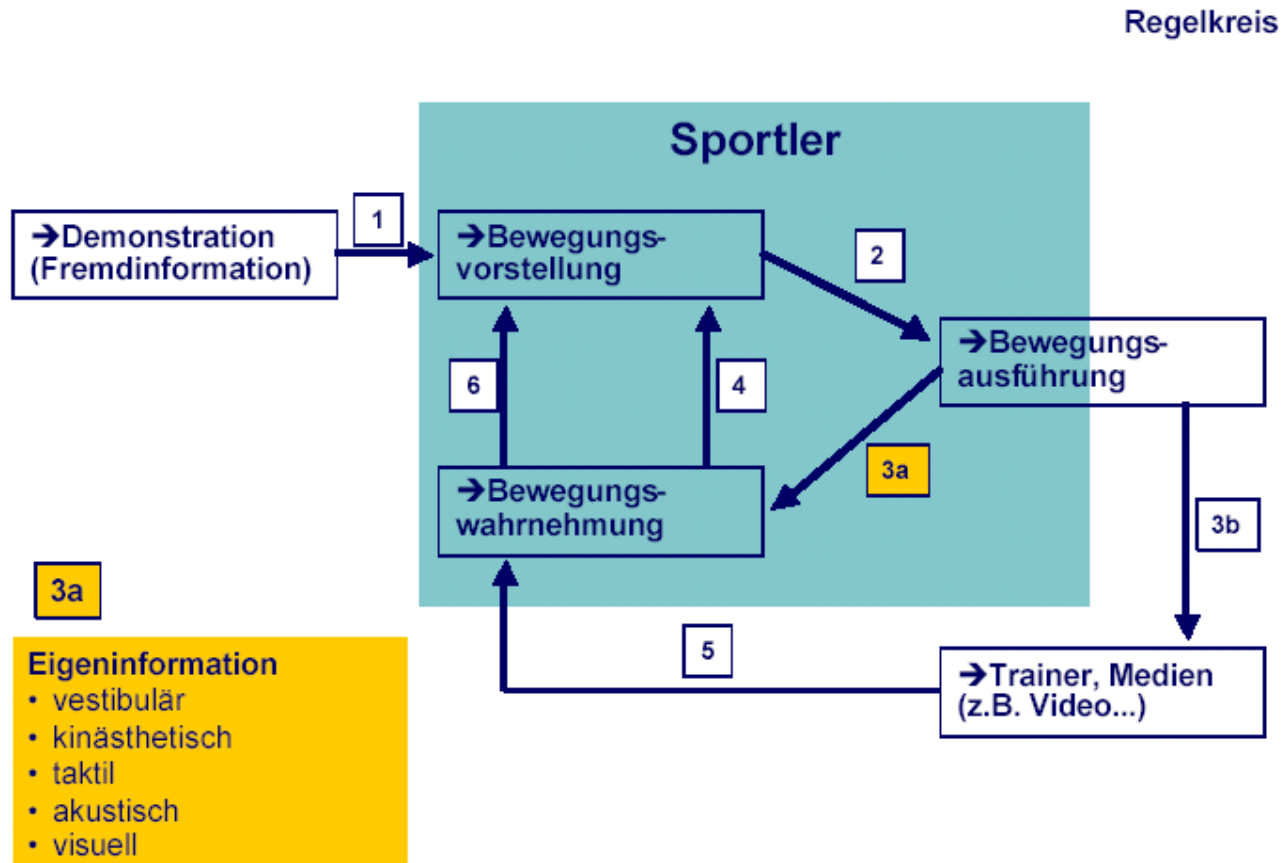 Regelkreis
Sportler
1
➔Demonstration
(Fremdinformation)
➔Bewegungs-
vorstellung
2
➔Bewegungs-
ausführung
6
4
3a
➔Bewegungs-
wahrnehmung
3b
5
➔Trainer, Medien
(z.B. Video...)
3a
Eigeninformation
• vestibulär
• kinästhetisch
• taktil
• akustisch
• visuell